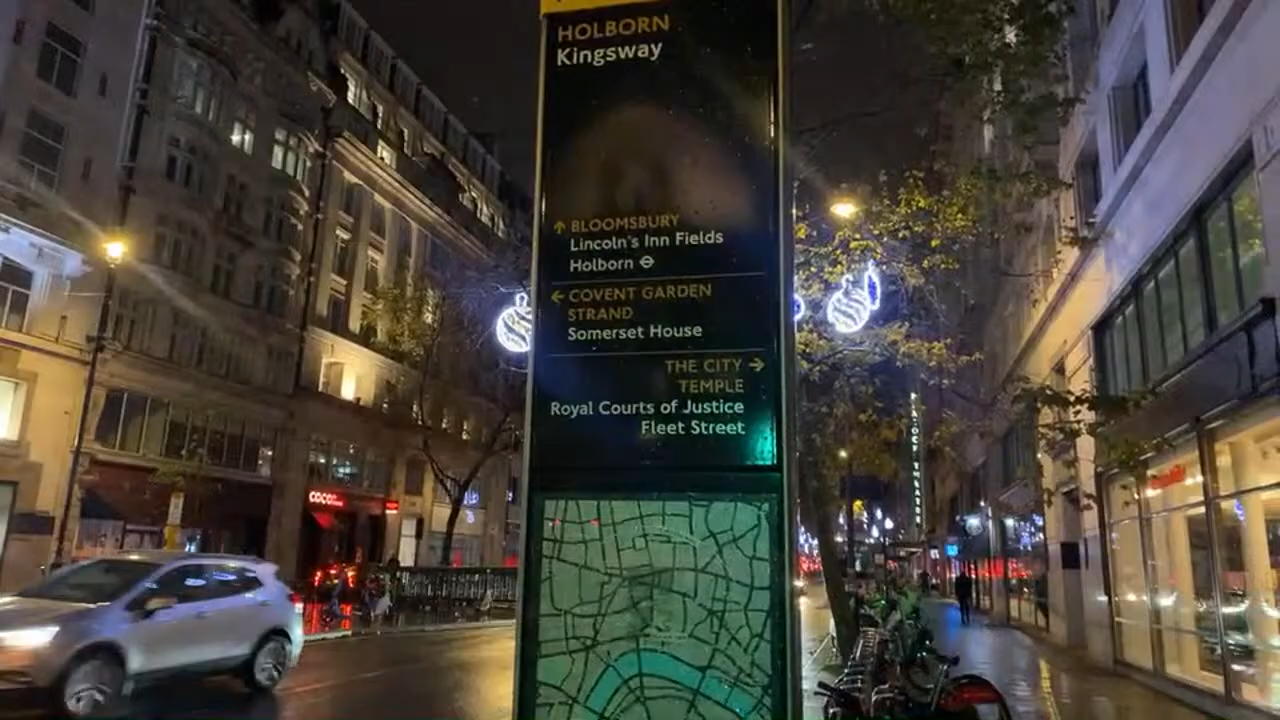 HOLBORN
Kingsway
↑ BLOOMSBURY
Lincoln's Inn Fields
Holborn
← COVENT GARDEN
STRAND
Somerset House
THE CITY →
TEMPLE
Royal Courts of Justice
Fleet Street